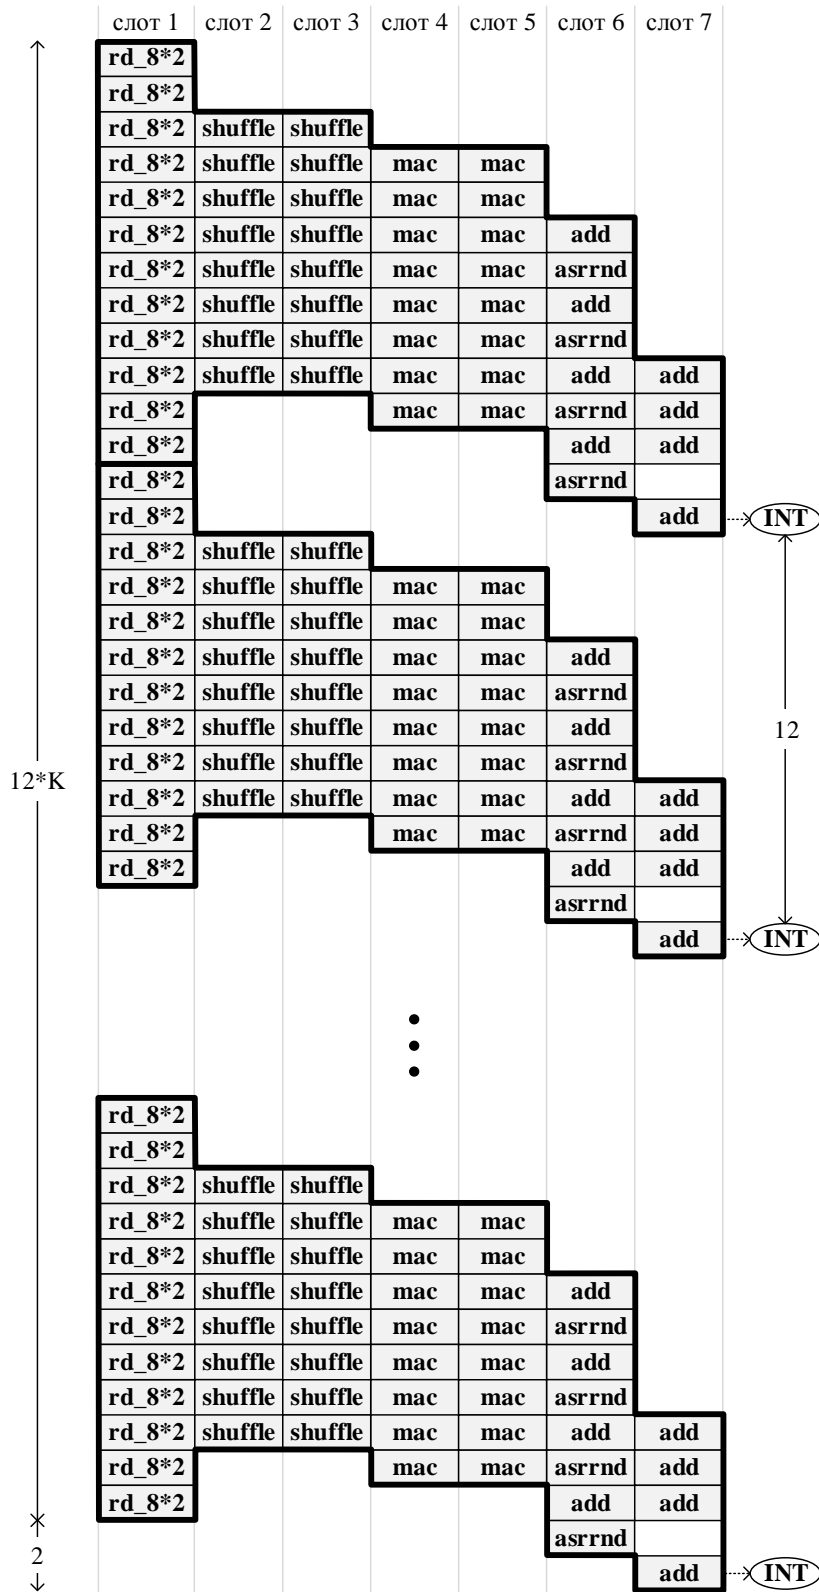 слот 1 слот 2 слот 3 слот 4 слот 5 слот 6 слот 7
rd_8*2
rd_8*2
rd_8*2 shuffle shuffle
rd_8*2 shuffle shuffle mac mac
rd_8*2 shuffle shuffle mac mac
rd_8*2 shuffle shuffle mac mac add
rd_8*2 shuffle shuffle mac mac asrrnd
rd_8*2 shuffle shuffle mac mac add
rd_8*2 shuffle shuffle mac mac asrrnd
rd_8*2 shuffle shuffle mac mac add add
rd_8*2 mac mac asrrnd add
rd_8*2 add add
rd_8*2 asrrnd
rd_8*2 add INT
rd_8*2 shuffle shuffle
rd_8*2 shuffle shuffle mac mac
rd_8*2 shuffle shuffle mac mac
rd_8*2 shuffle shuffle mac mac add
rd_8*2 shuffle shuffle mac mac asrrnd
rd_8*2 shuffle shuffle mac mac add 12
12*K rd_8*2 shuffle shuffle mac mac asrrnd
rd_8*2 shuffle shuffle mac mac add add
rd_8*2 mac mac asrrnd add
rd_8*2 add add
asrrnd
add INT
rd_8*2
rd_8*2
rd_8*2 shuffle shuffle
rd_8*2 shuffle shuffle mac mac
rd_8*2 shuffle shuffle mac mac
rd_8*2 shuffle shuffle mac mac add
rd_8*2 shuffle shuffle mac mac asrrnd
rd_8*2 shuffle shuffle mac mac add
rd_8*2 shuffle shuffle mac mac asrrnd
rd_8*2 shuffle shuffle mac mac add add
rd_8*2 mac mac asrrnd add
rd_8*2 add add
2 asrrnd
add INT